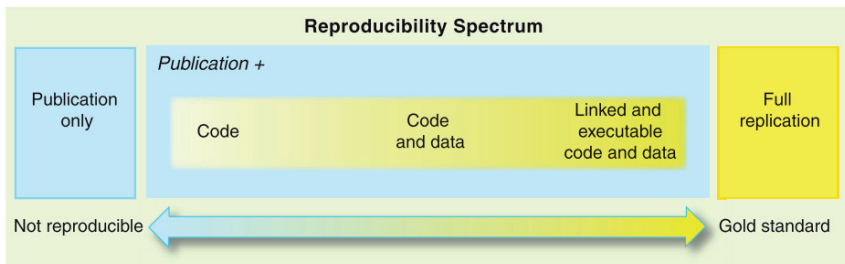 Reproducibility Spectrum
Publication
only
Publication +
Code
Code
and data
Linked and
executable
code and data
Full
replication
Not reproducible
Gold standard